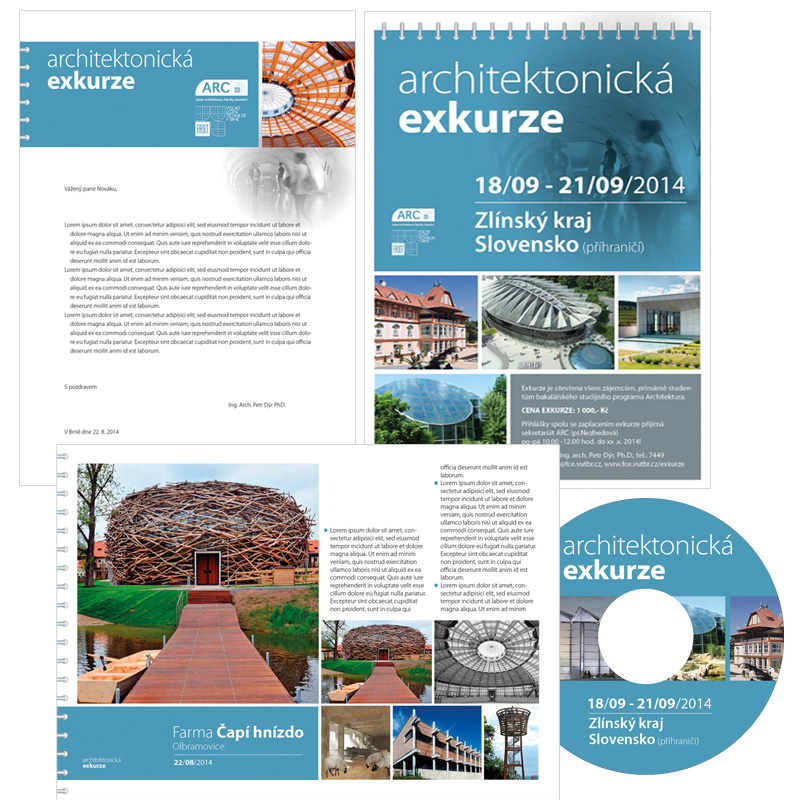 architektonická
exkurze
ARC
FAST
Vážený pane Nováku,
Lorem ipsum dolor sit amet, consectetur adipisici elit, sed eiusmod tempor incidunt ut labore et
dolore magna aliqua. Ut enim ad minim veniam, quis nostrud exercitation ullamco laboris nisi ut
aliquid ex ea commodi consequat. Quis aute iure reprehenderit in voluptate velit esse cillum dolo-
re eu fugiat nulla pariatur. Excepteur sint obcaecat cupiditat non proident, sunt in culpa qui officia
deserunt mollit anim id est laborum.
Lorem ipsum dolor sit amet, consectetur adipisici elit, sed eiusmod tempor incidunt ut labore et
dolore magna aliqua. Ut enim ad minim veniam, quis nostrud exercitation ullamco laboris nisi ut
aliquid ex ea commodi consequat. Quis aute iure reprehenderit in voluptate velit esse cillum dolo-
re eu fugiat nulla pariatur. Excepteur sint obcaecat cupiditat non proident, sunt in culpa qui officia
deserunt mollit anim id est laborum.
Lorem ipsum dolor sit amet, consectetur adipisici elit, sed eiusmod tempor incidunt ut labore et
dolore magna aliqua. Ut enim ad minim veniam, quis nostrud exercitation ullamco laboris nisi ut
aliquid ex ea commodi consequat. Quis aute iure reprehenderit in voluptate velit esse cillum dolo-
re eu fugiat nulla pariatur. Excepteur sint obcaecat cupiditat non proident, sunt in culpa qui officia
deserunt mollit anim id est laborum.
S pozdravem
Ing. Arch. Petr Dýr PhD.
V Brně dne 22. 8. 2014
architektonická
exkurze
18/09 - 21/09/2014
ARC
FAST
Zlínský kraj
Slovensko (příhraničí)
Exkurze je otevřena všem zájemcům, primárně studen-
tům bakalářského studijního programu Architektura.
CENA EXKURZE: 1 000,- Kč
Přihlášky spolu se zaplacením exkurze přijímá
sekretariát ARC (pí.Nezbedová)
po-pá 10.00 -12.00 hod, do xx .x. 2014!
Ing. arch. Petr Dýr, Ph.D., tel.: 7449
@fce.vutbr.cz, www.fce.vutbr.cz/exkurze
Lorem ipsum dolor sit amet, con-
sectetur adipisici elit, sed eiusmod
tempor incidunt ut labore et dolore
magna aliqua. Ut enim ad minim
veniam, quis nostrud exercitation
ullamco laboris nisi ut aliquid ex ea
commodi consequat. Quis aute iure
reprehenderit in voluptate velit esse
cillum dolore eu fugiat nulla pariatur.
Excepteur sint obcaecat cupiditat
non proident, sunt in culpa qui
officia deserunt mollit anim id est
laborum.
Lorem ipsum dolor sit amet, con-
sectetur adipisici elit, sed eiusmod
tempor incidunt ut labore et dolore
magna aliqua. Ut enim ad minim
veniam, quis nostrud exercitation
ullamco laboris nisi ut aliquid ex ea
commodi consequat. Quis aute iure
reprehenderit in voluptate velit esse
cillum dolore eu fugiat nulla pariatur.
Excepteur sint obcaecat cupiditat
non proident, sunt in culpa qui
officia deserunt mollit anim id est
laborum.
Lorem ipsum dolor sit amet, con-
sectetur adipisici elit, sed eiusmod
tempor incidunt ut labore et dolore
magna aliqua. Ut enim ad minim
Farma Čapí hnízdo
Olbramovice
22/08/2014
architektonická
exkurze
architektonická
exkurze
18/09 - 21/09/2014
Zlínský kraj
Slovensko (příhraničí)